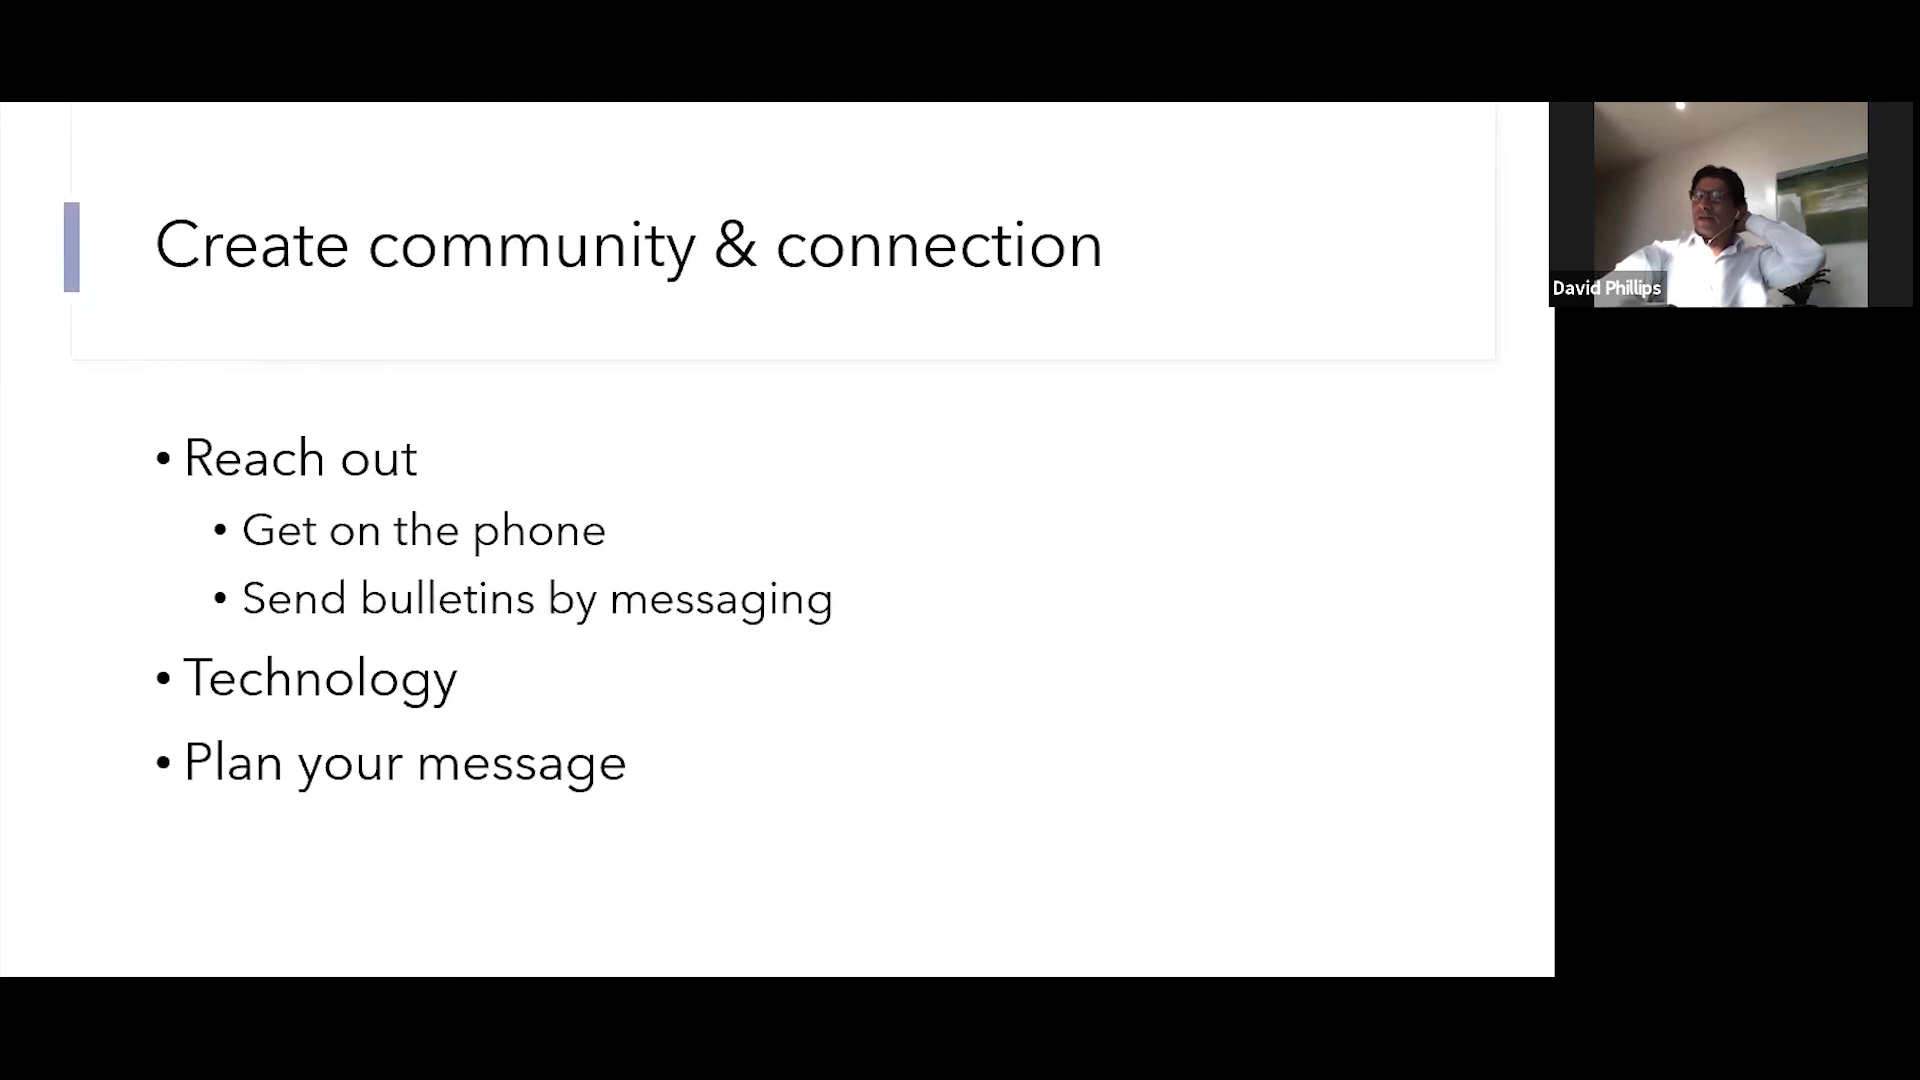 Create community & connection
• Reach out
• Get on the phone
• Send bulletins by messaging
• Technology
• Plan your message
David Phillips